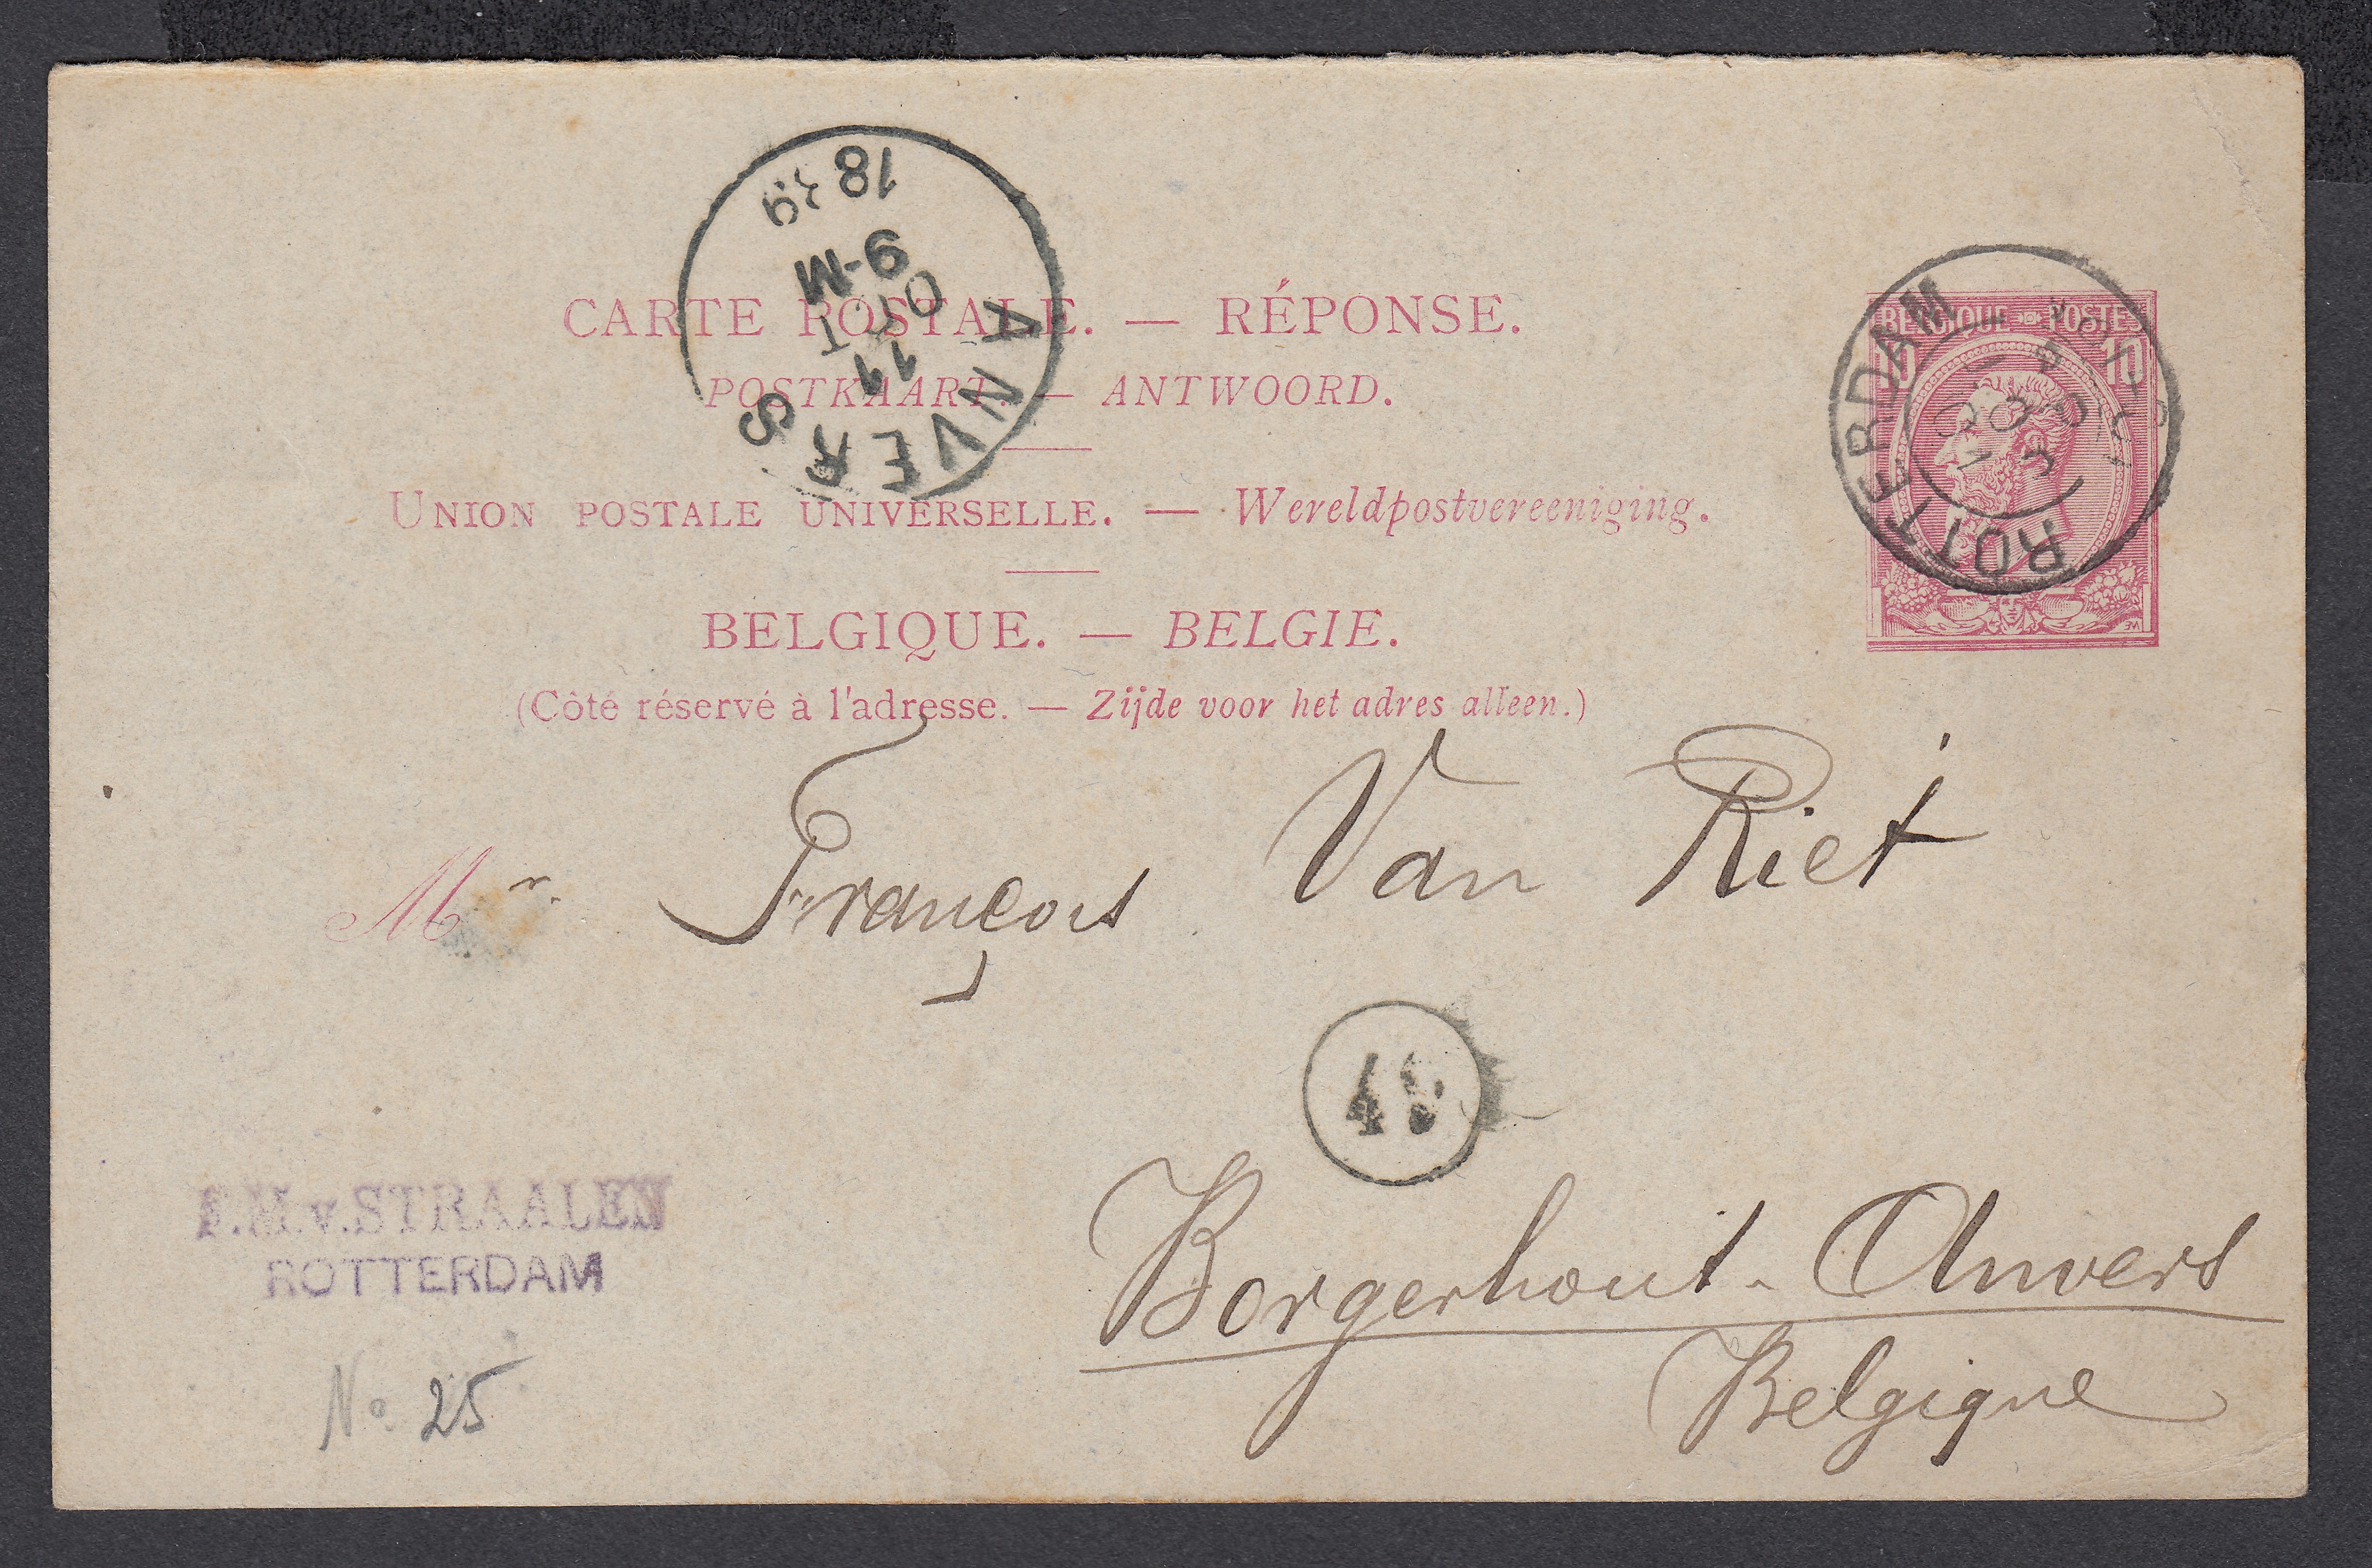 CARTE POSTALE. — RÉPONSE.
POSTKAART. — ANTWOORD.
UNION POSTALE UNIVERSELLE. — Wereldpostvereeniging.
BELGIQUE. — BELGIE.
(Côté réservé à l'adresse. — Zijde voor het adres alleen.)
BELGIQUE POSTES
10 10
ROTTERDAM
ANVERS
11
OCT
9-M
18
Mr. François Van Riet
F.M.v.STRAALEN
ROTTERDAM
No 25
Borgerhout - Anvers
Belgique